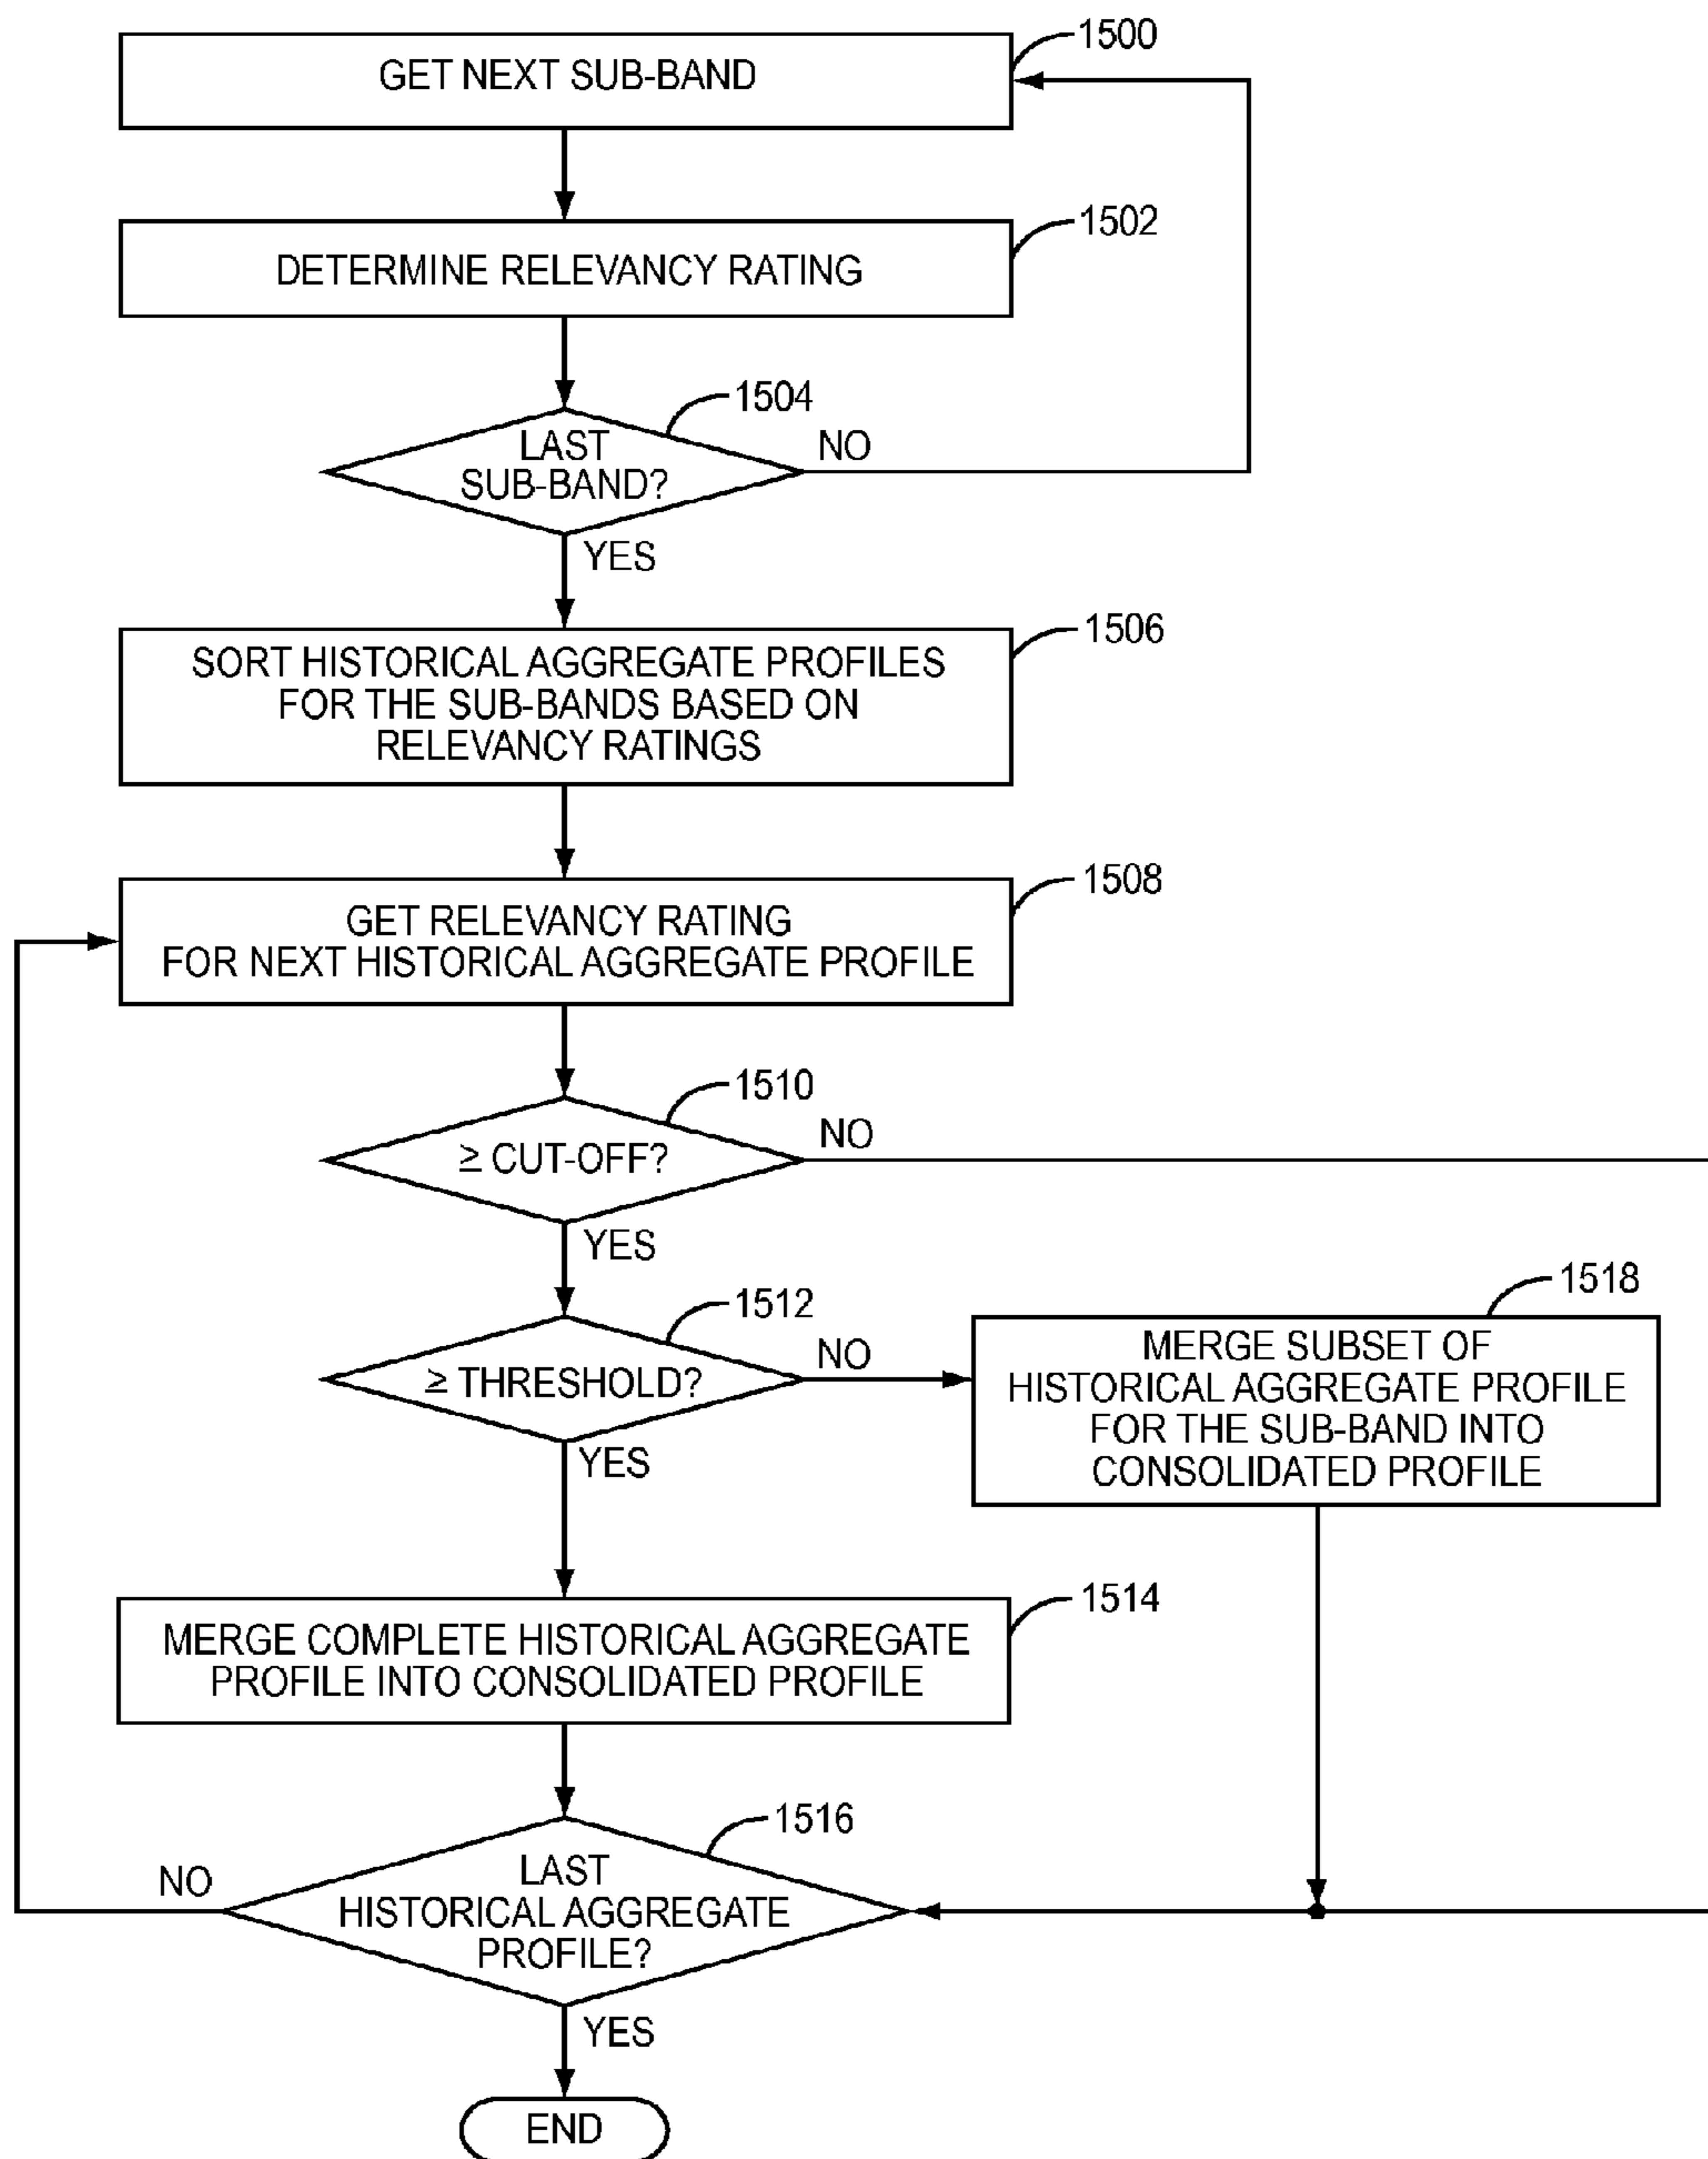 1500
GET NEXT SUB-BAND
1502
DETERMINE RELEVANCY RATING
1504
LAST
SUB-BAND?
NO
YES
1506
SORT HISTORICAL AGGREGATE PROFILES
FOR THE SUB-BANDS BASED ON
RELEVANCY RATINGS
1508
GET RELEVANCY RATING
FOR NEXT HISTORICAL AGGREGATE PROFILE
1510
≥ CUT-OFF?
NO
YES
1512
≥ THRESHOLD?
NO
YES
1518
MERGE SUBSET OF
HISTORICAL AGGREGATE PROFILE
FOR THE SUB-BAND INTO
CONSOLIDATED PROFILE
1514
MERGE COMPLETE HISTORICAL AGGREGATE
PROFILE INTO CONSOLIDATED PROFILE
1516
LAST
HISTORICAL AGGREGATE
PROFILE?
NO
YES
END